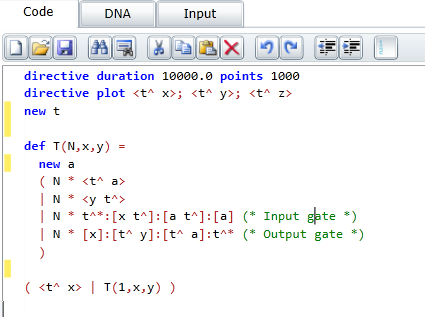 Code DNA Input
directive duration 10000.0 points 1000
directive plot <t^ x>; <t^ y>; <t^ z>
new t
def T(N,x,y) =
new a
( N * <t^ a>
| N * <y t^>
| N * t^*:[x t^]:[a t^]:[a] (* Input gate *)
| N * [x]:[t^ y]:[t^ a]:t^* (* Output gate *)
)
( <t^ x> | T(1,x,y) )